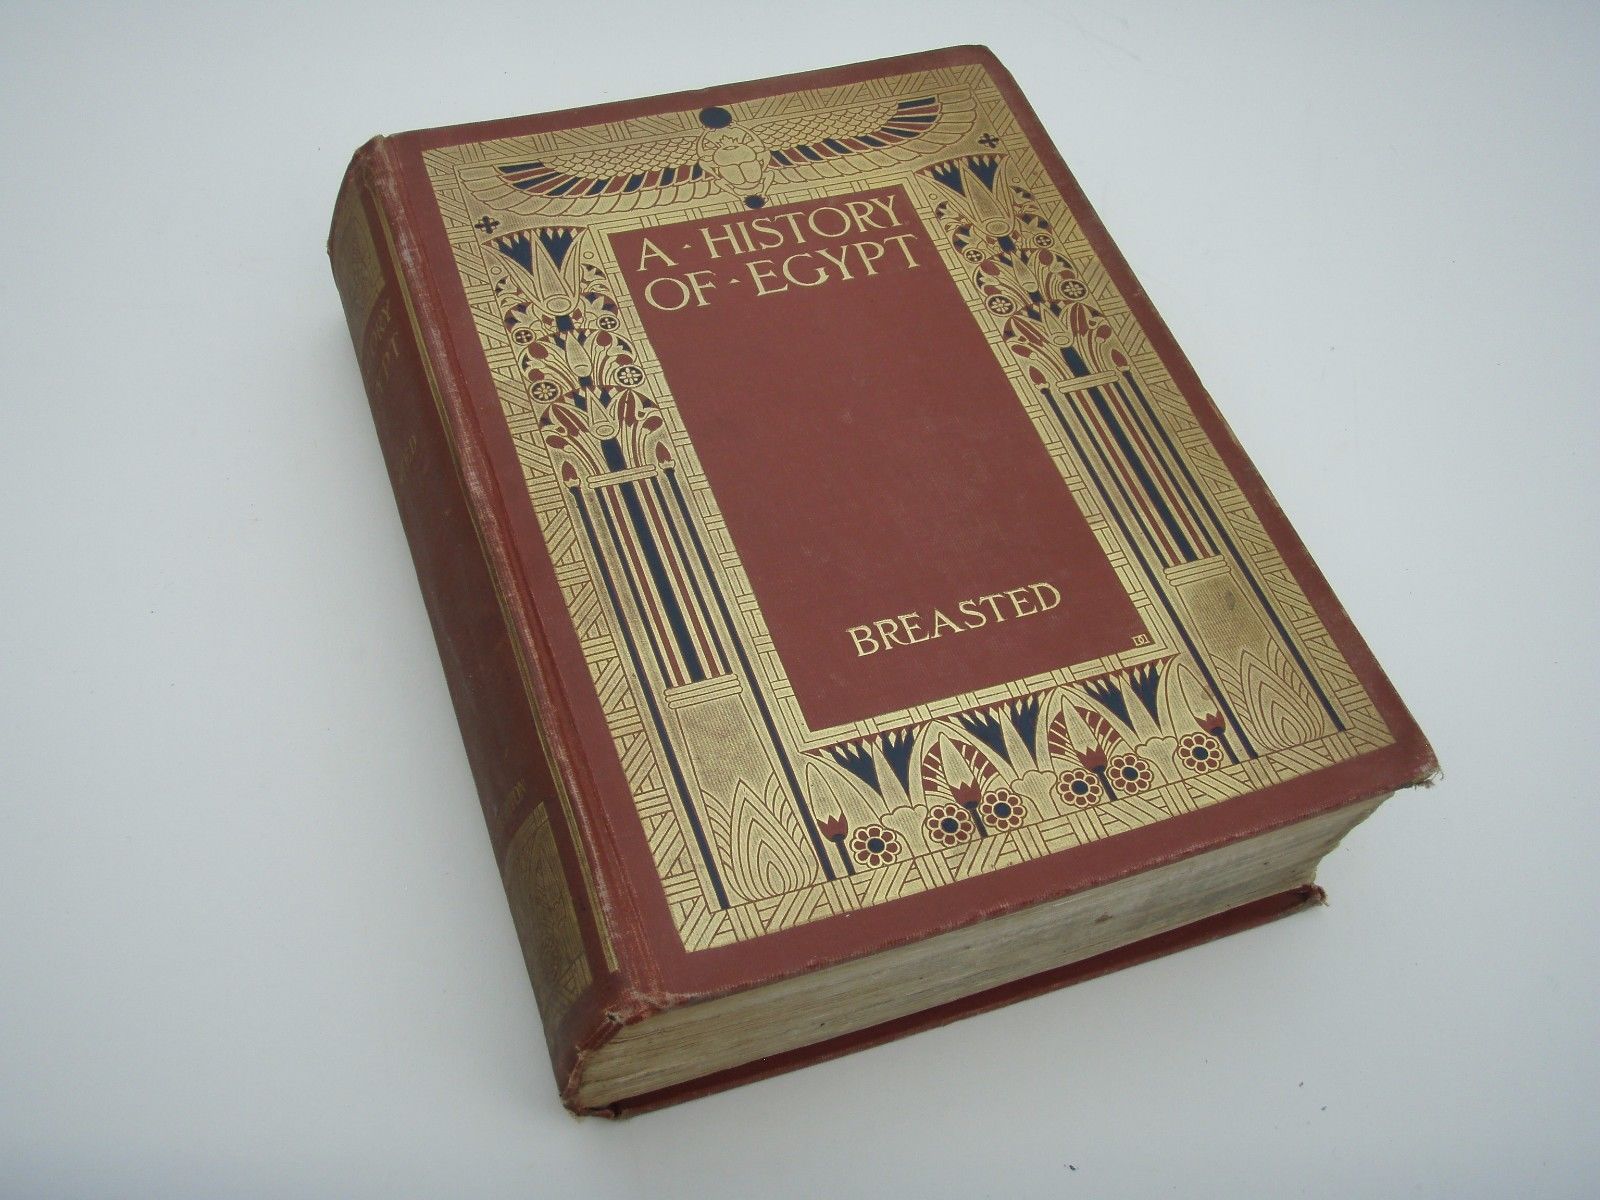 A · HISTORY
OF · EGYPT
BREASTED